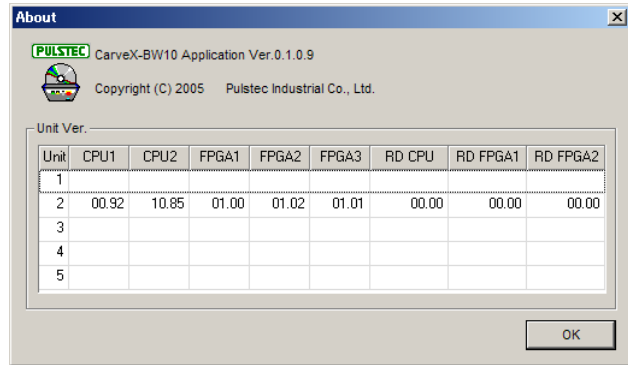 About
PULSTEC CarveX-BW10 Application Ver.0.1.0.9
Copyright (C) 2005 Pulstec Industrial Co., Ltd.
Unit Ver.
Unit CPU1 CPU2 FPGA1 FPGA2 FPGA3 RD CPU RD FPGA1 RD FPGA2
1
2 00.92 10.85 01.00 01.02 01.01 00.00 00.00 00.00
3
4
5
OK